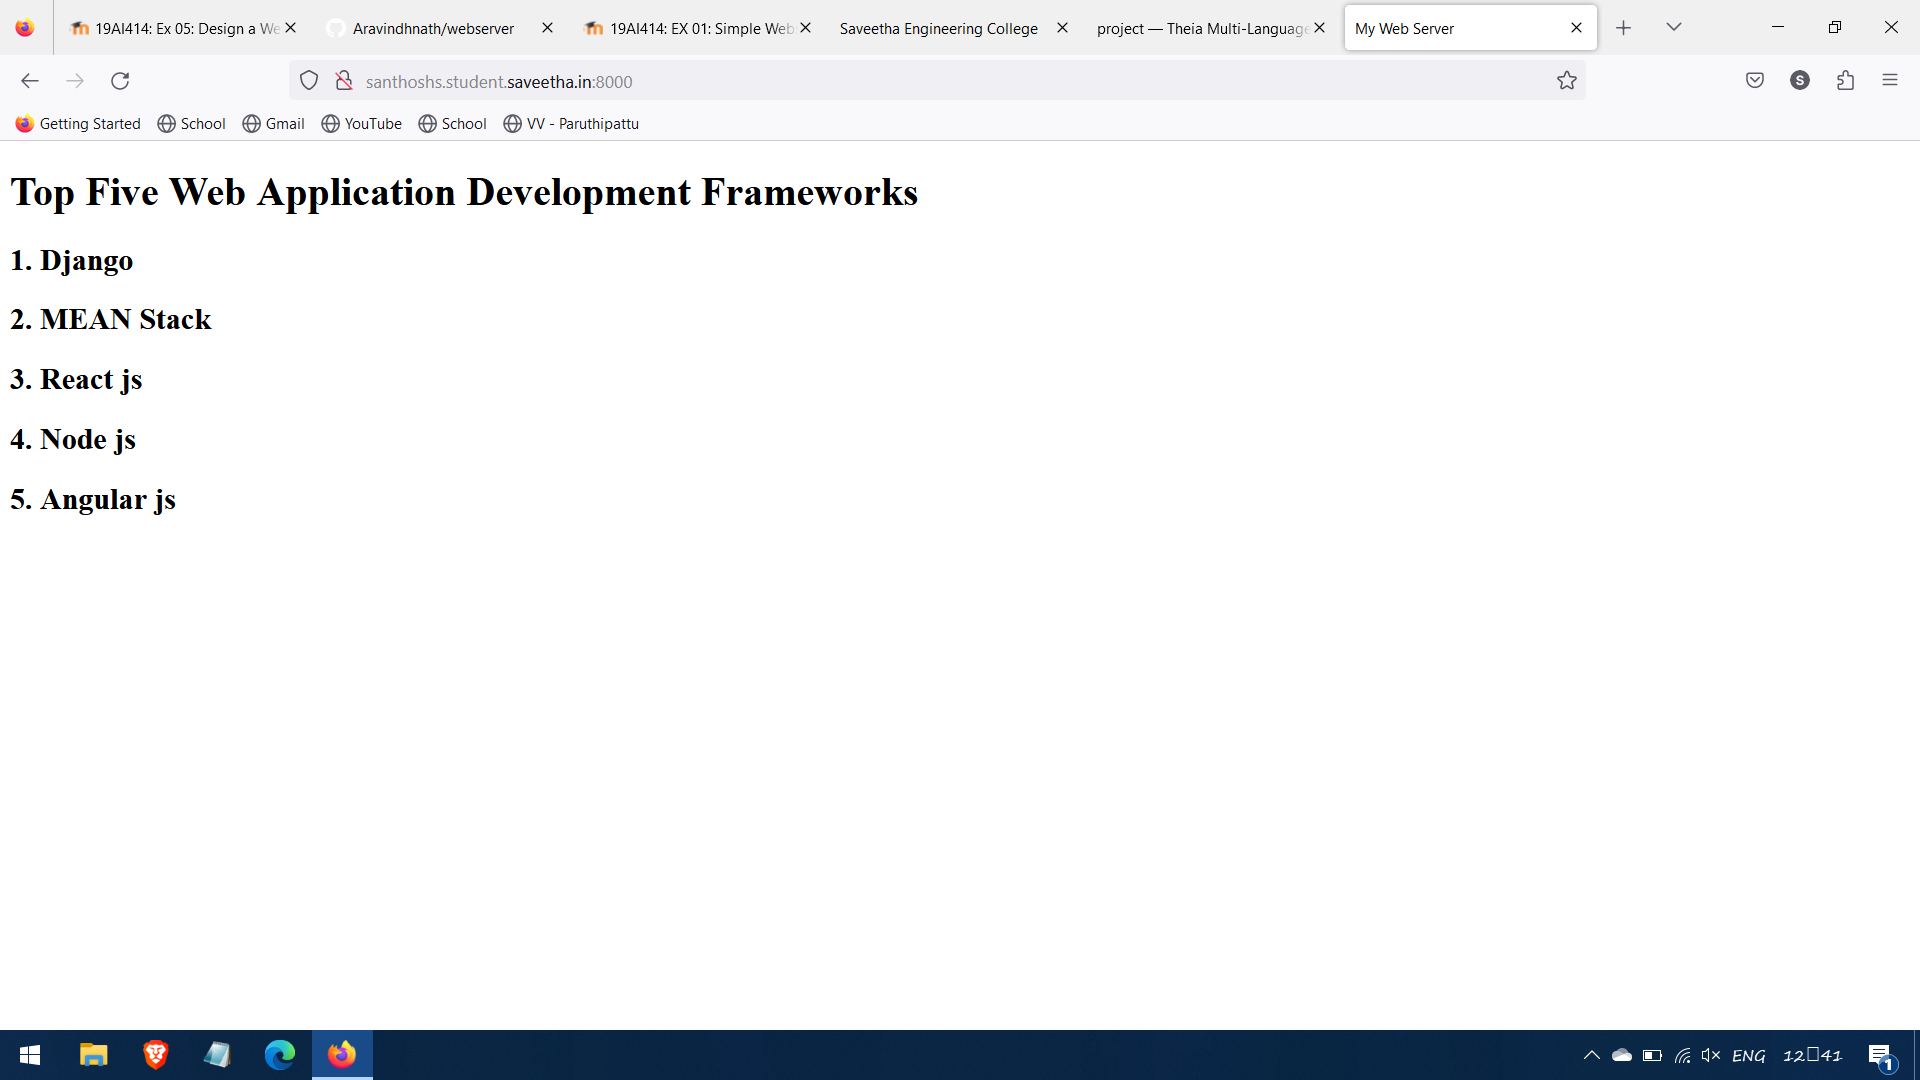 19AI414: Ex 05: Design a We
Aravindhnath/webserver
19AI414: EX 01: Simple Web
Saveetha Engineering College
project — Theia Multi-Language
My Web Server
santhoshs.student.saveetha.in:8000
S
Getting Started
School
Gmail
YouTube
School
VV - Paruthipattu
Top Five Web Application Development Frameworks
1. Django
2. MEAN Stack
3. React js
4. Node js
5. Angular js
ENG
12▯41
1